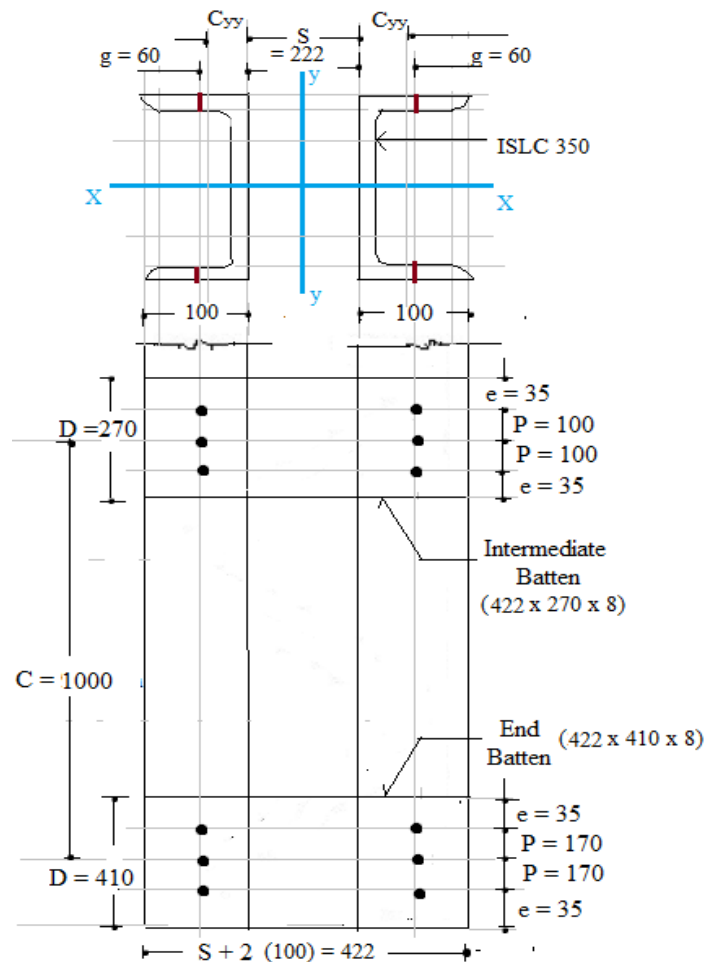 Cyy
S
Cyy
g = 60
= 222
g = 60
y
ISLC 350
X
X
y
100
100
e = 35
D =270
P = 100
P = 100
e = 35
Intermediate
Batten
(422 x 270 x 8)
C = 1000
End
Batten
(422 x 410 x 8)
e = 35
P = 170
D = 410
P = 170
e = 35
S + 2 (100) = 422